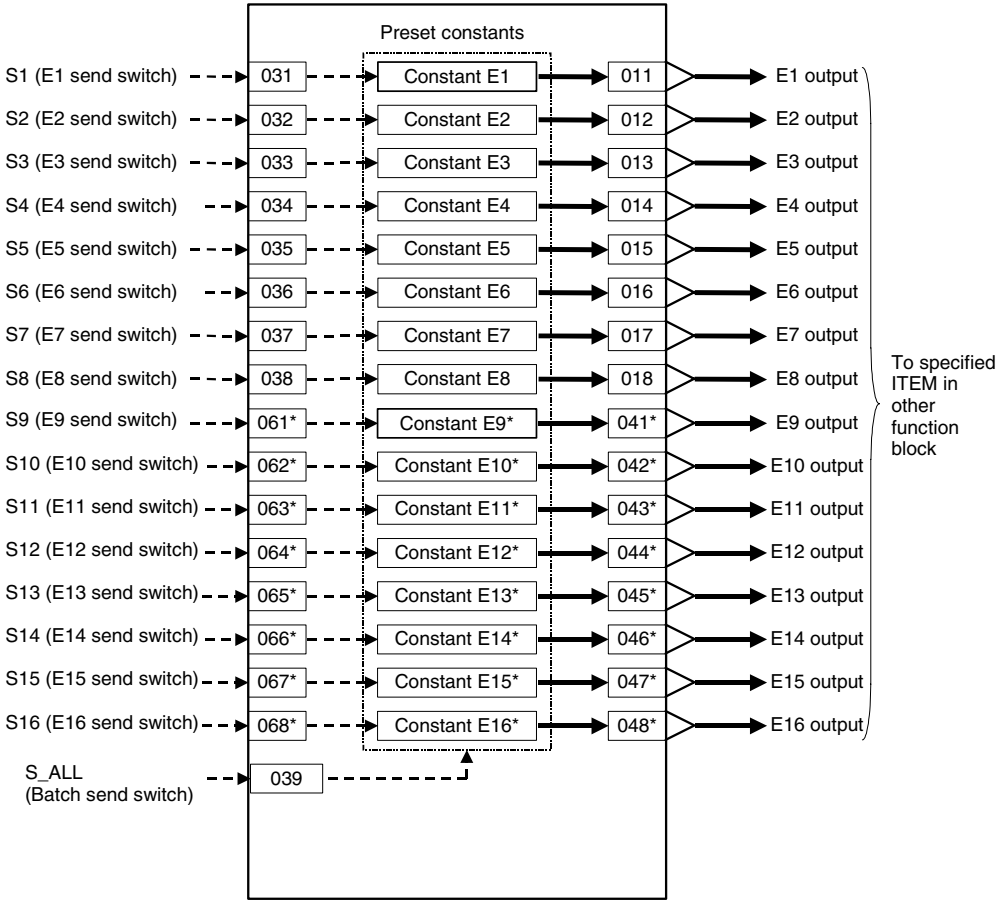 Preset constants
S1 (E1 send switch) 031 Constant E1 011 E1 output
S2 (E2 send switch) 032 Constant E2 012 E2 output
S3 (E3 send switch) 033 Constant E3 013 E3 output
S4 (E4 send switch) 034 Constant E4 014 E4 output
S5 (E5 send switch) 035 Constant E5 015 E5 output
S6 (E6 send switch) 036 Constant E6 016 E6 output
S7 (E7 send switch) 037 Constant E7 017 E7 output
S8 (E8 send switch) 038 Constant E8 018 E8 output
S9 (E9 send switch) 061* Constant E9* 041* E9 output
S10 (E10 send switch) 062* Constant E10* 042* E10 output
S11 (E11 send switch) 063* Constant E11* 043* E11 output
S12 (E12 send switch) 064* Constant E12* 044* E12 output
S13 (E13 send switch) 065* Constant E13* 045* E13 output
S14 (E14 send switch) 066* Constant E14* 046* E14 output
S15 (E15 send switch) 067* Constant E15* 047* E15 output
S16 (E16 send switch) 068* Constant E16* 048* E16 output
To specified
ITEM in
other
function
block
S_ALL
(Batch send switch)
039